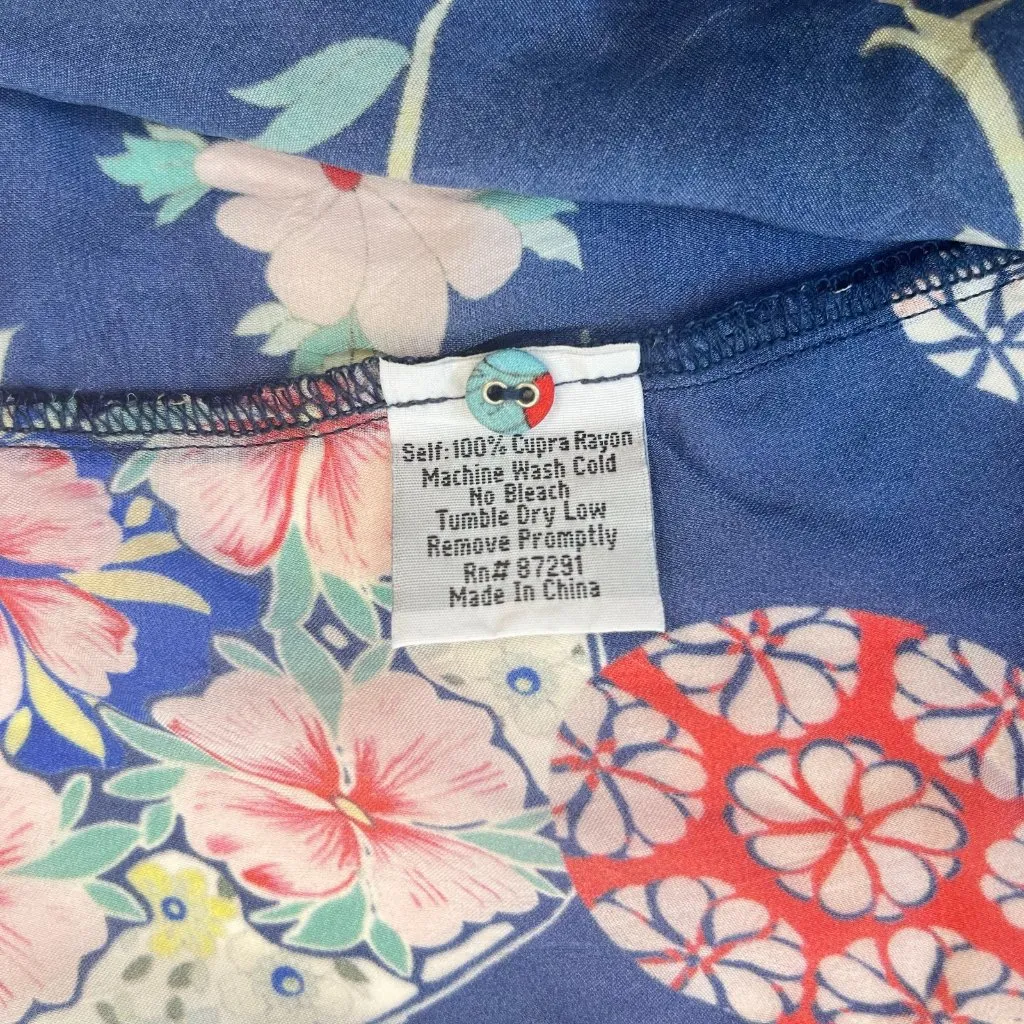 Self:100% Cupra Rayon
Machine Wash Cold
No Bleach
Tumble Dry Low
Remove Promptly
Rn# 87291
Made In China